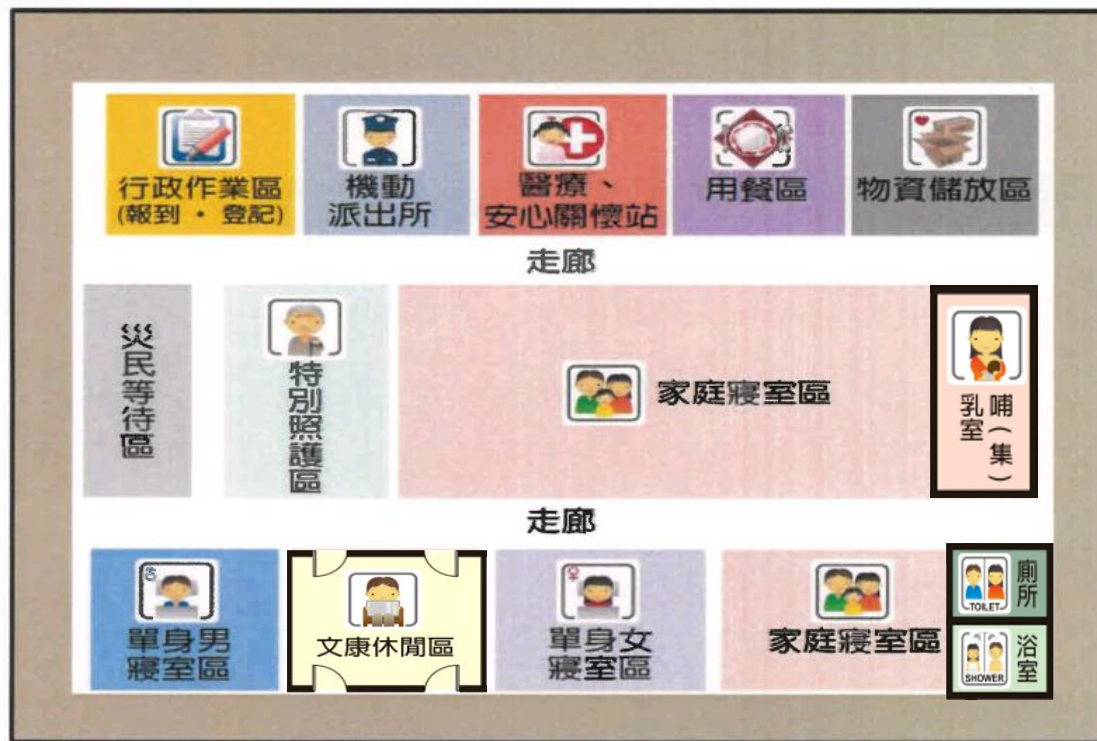 行政作業區
(報到・登記)
機動
派出所
醫療、
安心關懷站
用餐區
物資儲放區
走廊
災民等待區
特別照護區
家庭寢室區
哺(集)
乳室
走廊
單身男
寢室區
文康休閒區
單身女
寢室區
家庭寢室區
TOILET
廁所
SHOWER
浴室